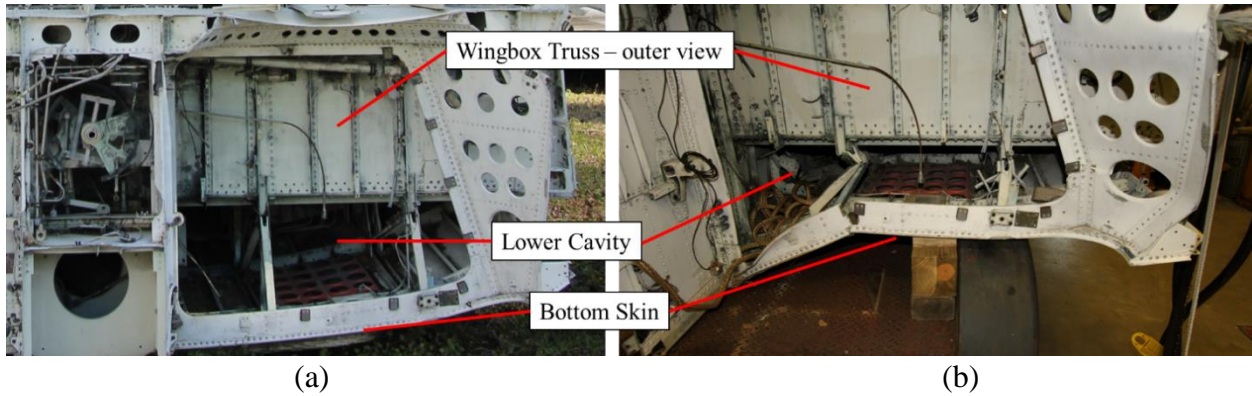 Wingbox Truss – outer view
Lower Cavity
Bottom Skin
(a)
(b)